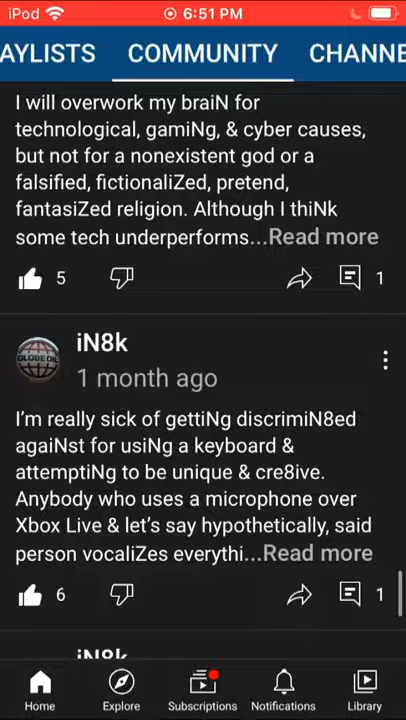 iPod 6:51 PM
AYLISTS COMMUNITY CHANNE
I will overwork my braiN for
technological, gamiNg, & cyber causes,
but not for a nonexistent god or a
falsified, fictionaliZed, pretend,
fantasiZed religion. Although I thiNk
some tech underperforms...Read more
5 1
GLOBE OIL
iN8k
1 month ago
I'm really sick of gettiNg discrimiN8ed
agaiNst for usiNg a keyboard &
attemptiNg to be unique & cre8ive.
Anybody who uses a microphone over
Xbox Live & let's say hypothetically, said
person vocaliZes everythi...Read more
6 1
iN8k
Home Explore Subscriptions Notifications Library